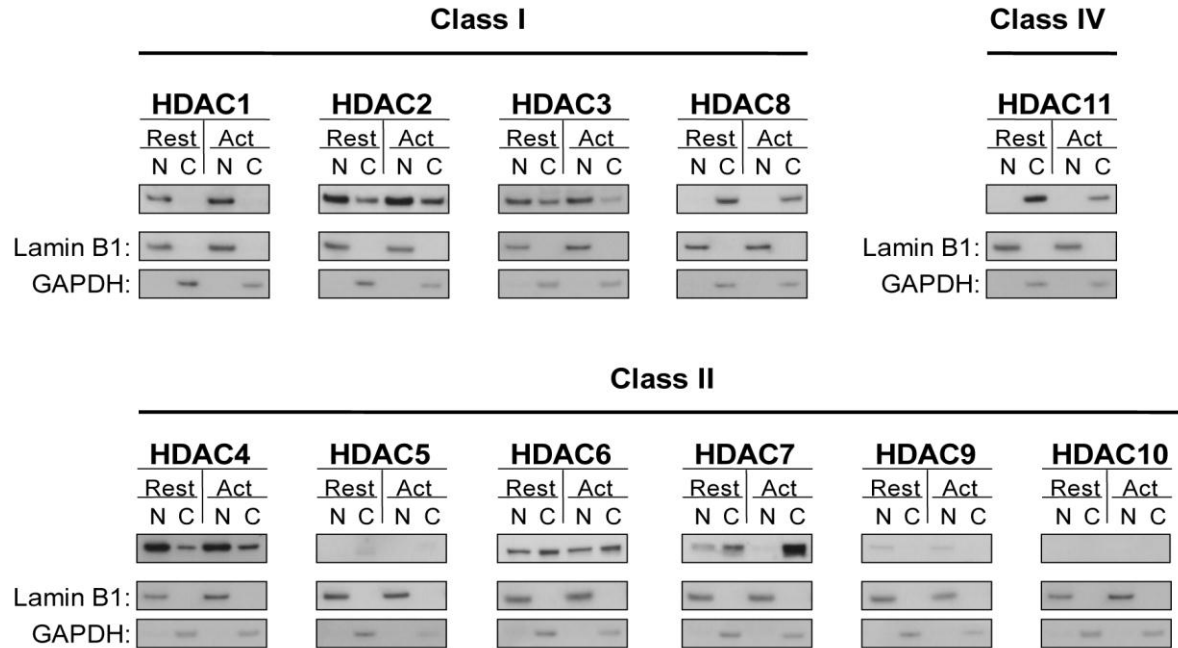 Class I Class IV
HDAC1 HDAC2 HDAC3 HDAC8 HDAC11
Rest Act Rest Act Rest Act Rest Act Rest Act
N C N C N C N C N C N C N C N C N C N C
Lamin B1: Lamin B1:
GAPDH: GAPDH:
Class II
HDAC4 HDAC5 HDAC6 HDAC7 HDAC9 HDAC10
Rest Act Rest Act Rest Act Rest Act Rest Act Rest Act
N C N C N C N C N C N C N C N C N C N C N C N C
Lamin B1:
GAPDH: